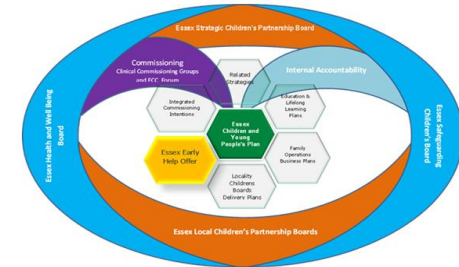 Essex Strategic Children's Partnership Board
Commissioning
Clinical Commissioning Groups
and ECC Forum
Internal Accountability
Related
Strategies
Integrated
Commissioning
Intentions
Education &
Lifelong
Learning
Plans
Essex
Children and
Young
People's Plan
Essex Early
Help Offer
Family
Operations
Business Plans
Locality
Childrens
Boards
Delivery Plans
Essex Health and Well Being
Board
Essex Safeguarding
Children's Board
Essex Local Children's Partnership Boards